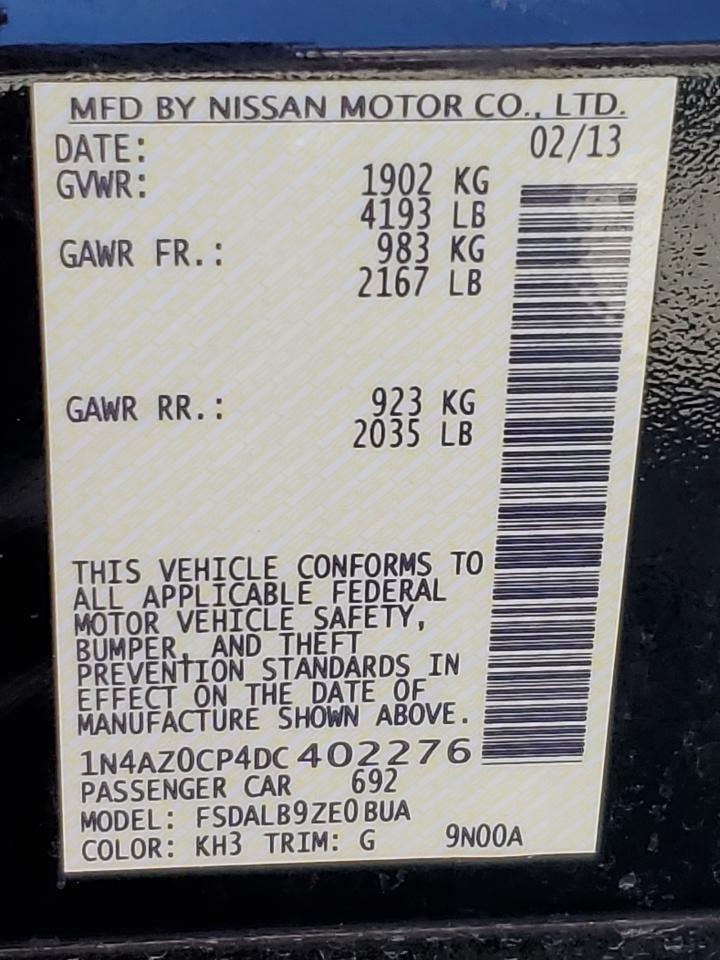 MFD BY NISSAN MOTOR CO., LTD.
DATE: 02/13
GVWR: 1902 KG
4193 LB
GAWR FR.: 983 KG
2167 LB
GAWR RR.: 923 KG
2035 LB
THIS VEHICLE CONFORMS TO
ALL APPLICABLE FEDERAL
MOTOR VEHICLE SAFETY,
BUMPER, AND THEFT
PREVENTION STANDARDS IN
EFFECT ON THE DATE OF
MANUFACTURE SHOWN ABOVE.
1N4AZ0CP4DC402276
PASSENGER CAR 692
MODEL: FSDALB9ZE0BUA
COLOR: KH3 TRIM: G 9N00A